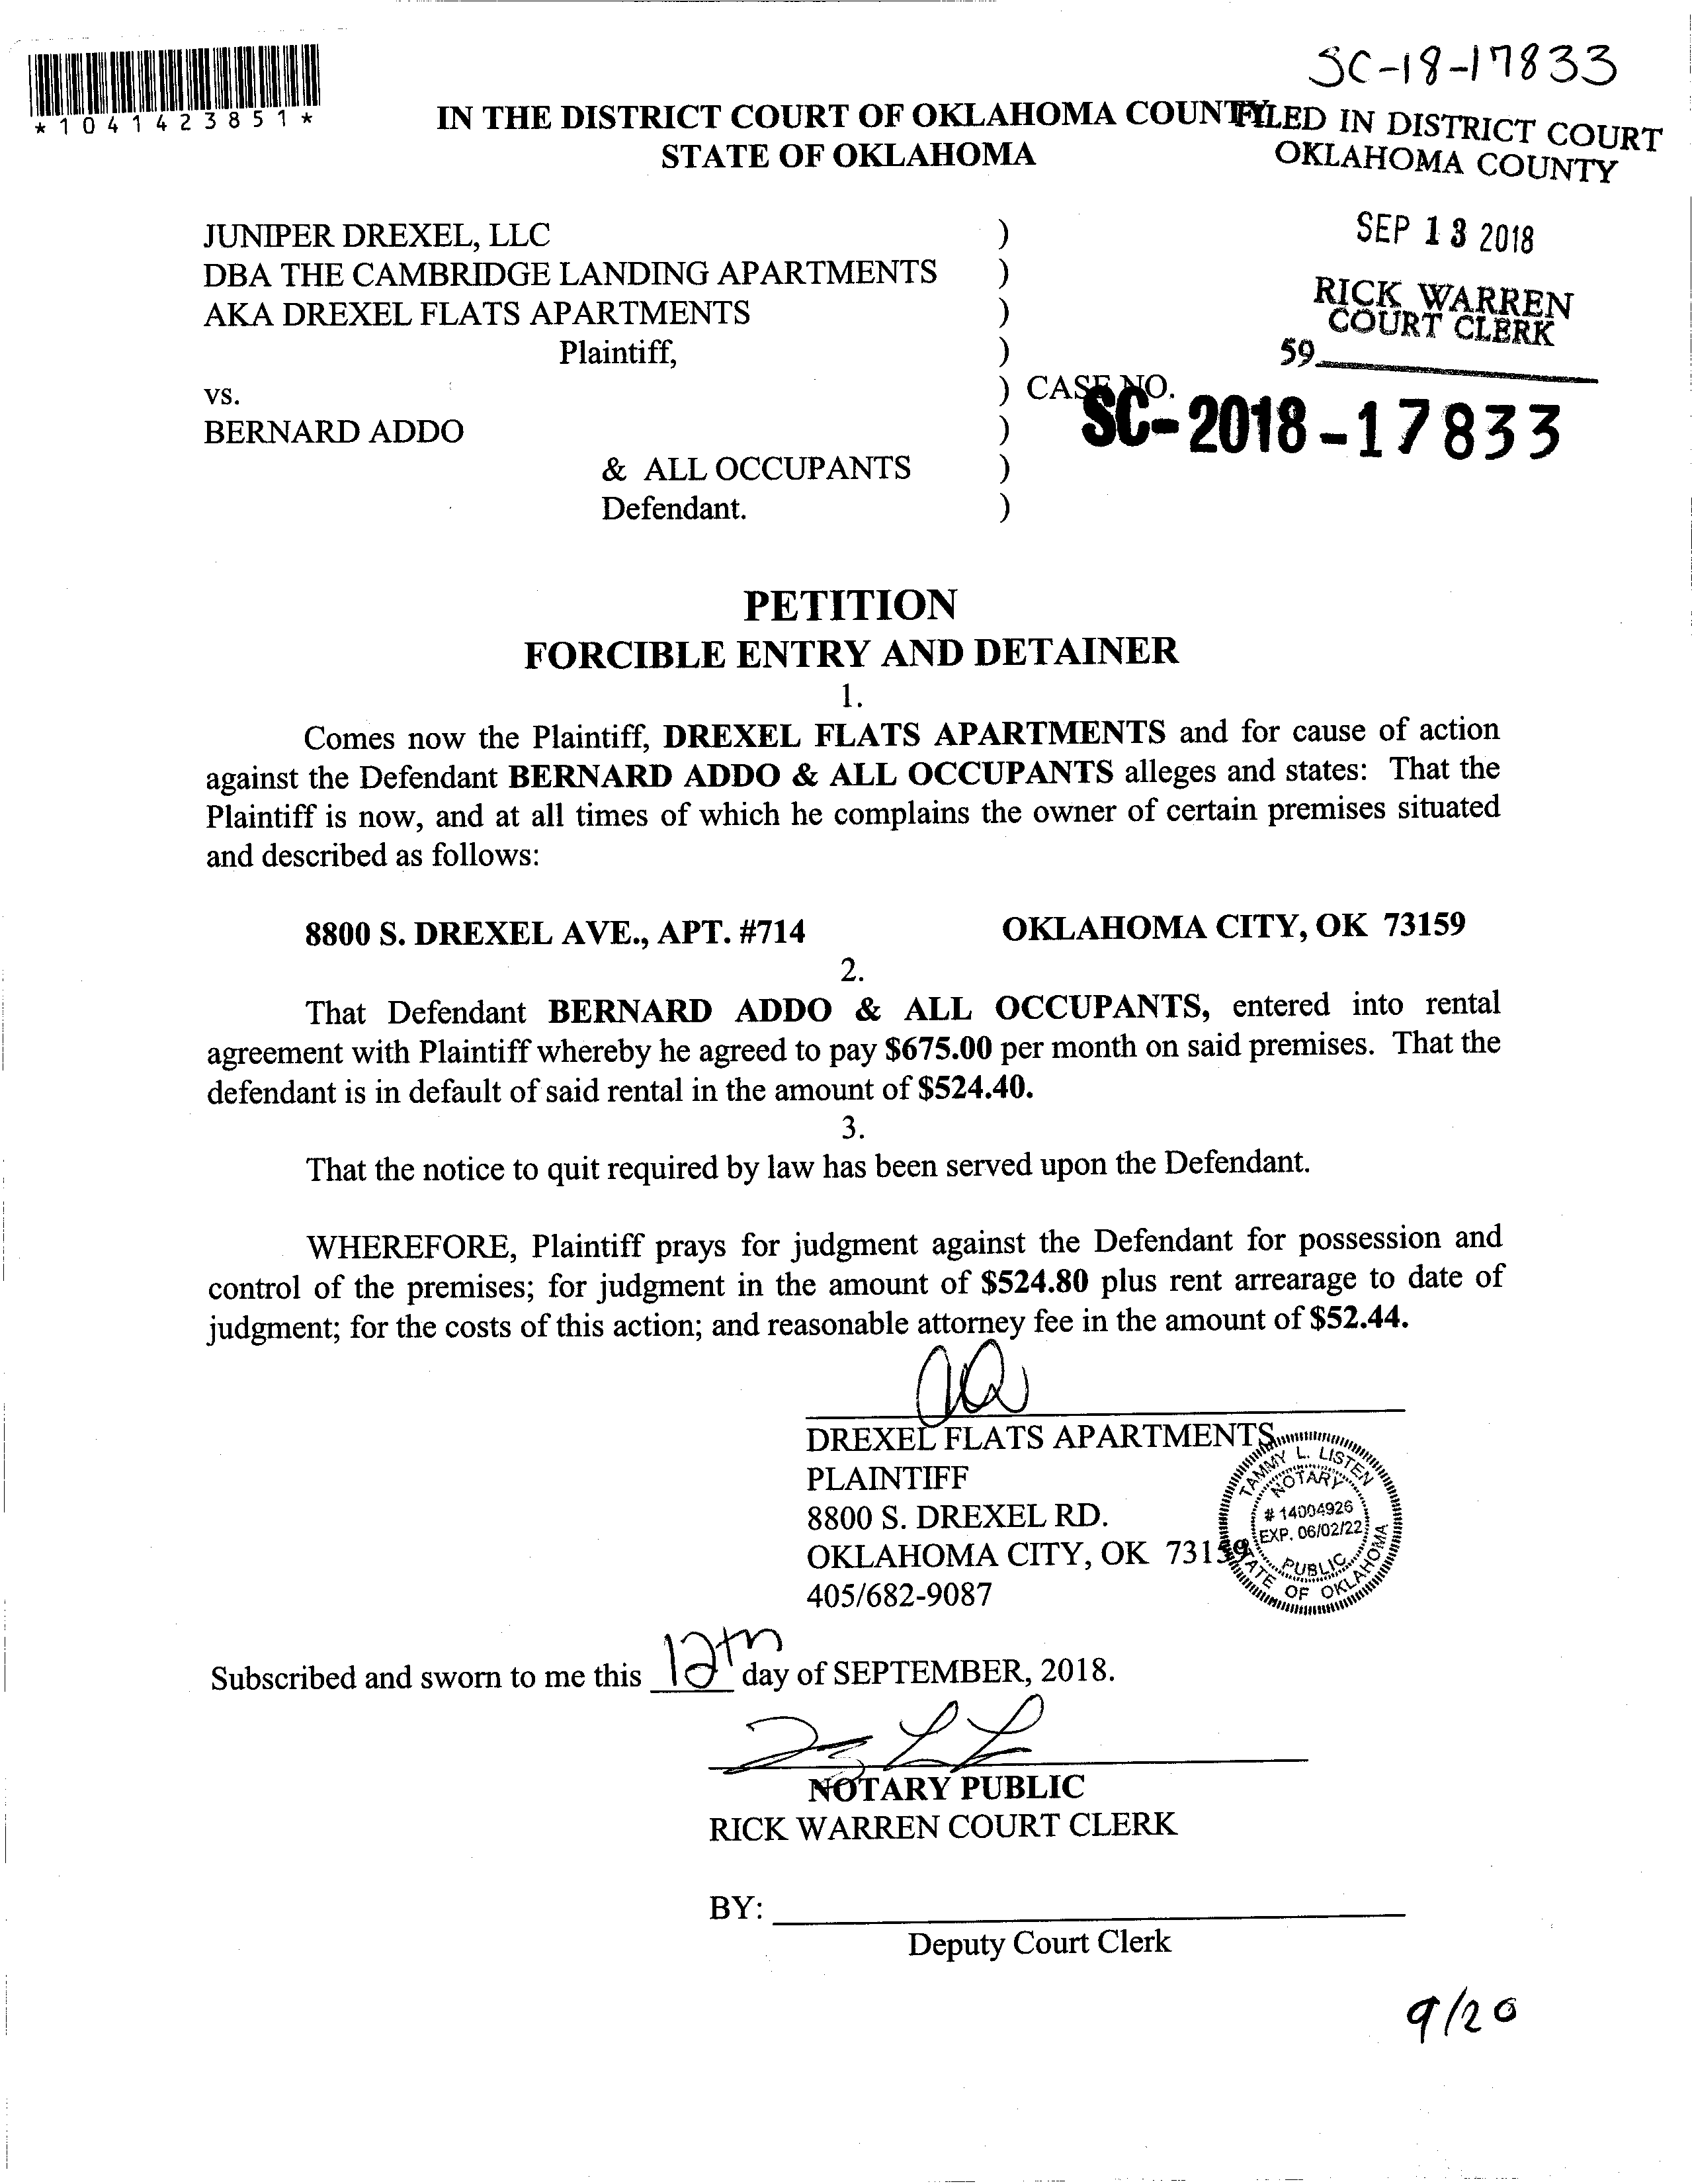 SC-18-17833
*1041423851*
IN THE DISTRICT COURT OF OKLAHOMA COUNTY
STATE OF OKLAHOMA
FILED IN DISTRICT COURT
OKLAHOMA COUNTY
SEP 13 2018
RICK WARREN
COURT CLERK
59
JUNIPER DREXEL, LLC )
DBA THE CAMBRIDGE LANDING APARTMENTS )
AKA DREXEL FLATS APARTMENTS )
Plaintiff, )
vs. ) CASE NO.
SC-2018-17833
BERNARD ADDO )
& ALL OCCUPANTS )
Defendant. )
PETITION
FORCIBLE ENTRY AND DETAINER
1.
Comes now the Plaintiff, DREXEL FLATS APARTMENTS and for cause of action
against the Defendant BERNARD ADDO & ALL OCCUPANTS alleges and states: That the
Plaintiff is now, and at all times of which he complains the owner of certain premises situated
and described as follows:
8800 S. DREXEL AVE., APT. #714 OKLAHOMA CITY, OK 73159
2.
That Defendant BERNARD ADDO & ALL OCCUPANTS, entered into rental
agreement with Plaintiff whereby he agreed to pay $675.00 per month on said premises. That the
defendant is in default of said rental in the amount of $524.40.
3.
That the notice to quit required by law has been served upon the Defendant.
WHEREFORE, Plaintiff prays for judgment against the Defendant for possession and
control of the premises; for judgment in the amount of $524.80 plus rent arrearage to date of
judgment; for the costs of this action; and reasonable attorney fee in the amount of $52.44.
DREXEL FLATS APARTMENTS
PLAINTIFF
8800 S. DREXEL RD.
OKLAHOMA CITY, OK 73159
405/682-9087
TAMMY L. LISTEN
NOTARY
# 14004926
EXP. 06/02/22
PUBLIC
STATE OF OKLAHOMA
Subscribed and sworn to me this 12th day of SEPTEMBER, 2018.
NOTARY PUBLIC
RICK WARREN COURT CLERK
BY:
Deputy Court Clerk
9/20